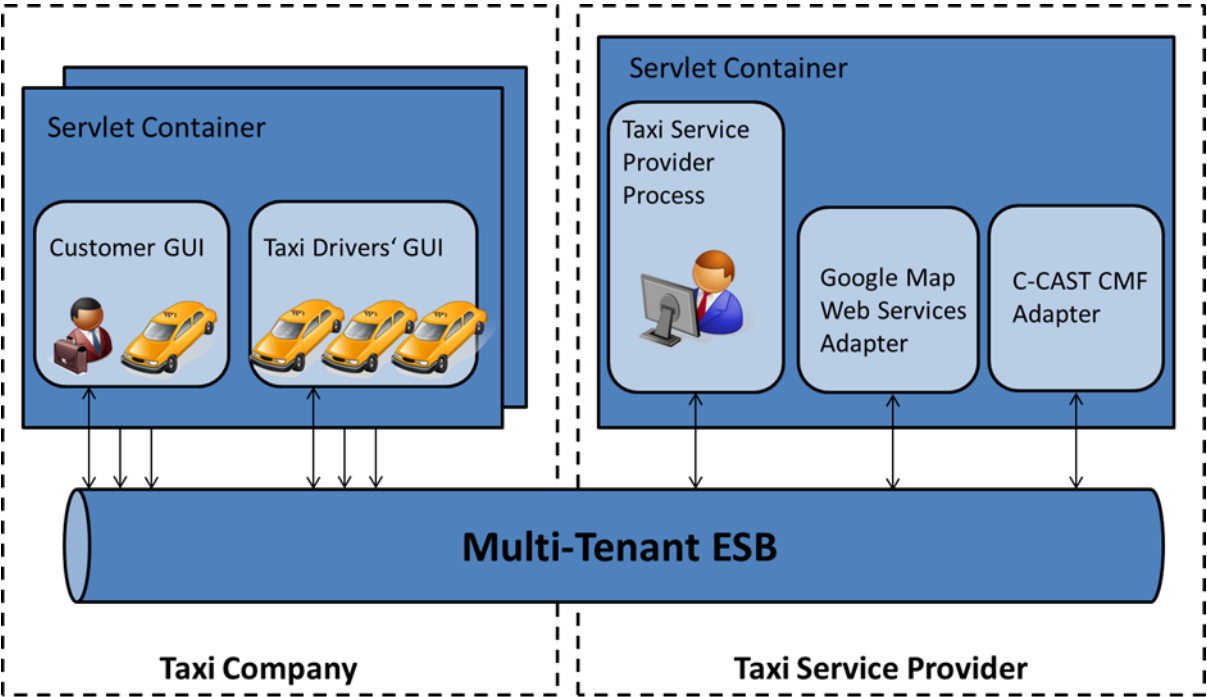 Servlet Container
Customer GUI
Taxi Drivers‘ GUI
Servlet Container
Taxi Service
Provider
Process
Google Map
Web Services
Adapter
C-CAST CMF
Adapter
Multi-Tenant ESB
Taxi Company
Taxi Service Provider